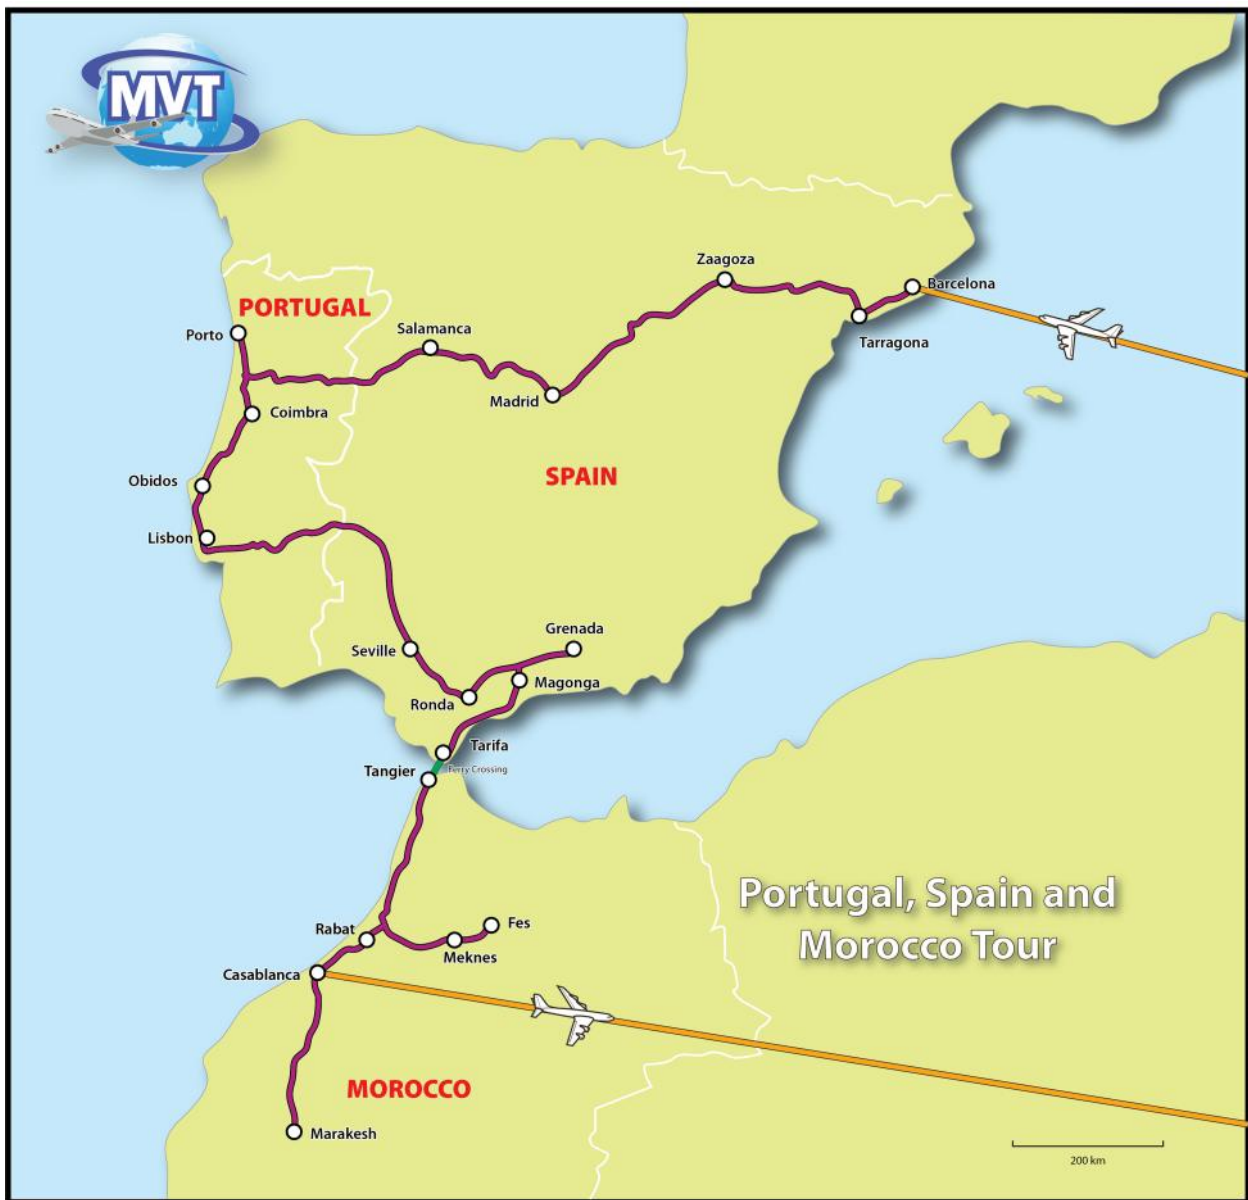 MVT
Zaagoza
Barcelona
PORTUGAL
Porto
Salamanca
Tarragona
Madrid
Coimbra
SPAIN
Obidos
Lisbon
Grenada
Seville
Magonga
Ronda
Tarifa
Tangier
Ferry Crossing
Portugal, Spain and
Morocco Tour
Fes
Rabat
Meknes
Casablanca
MOROCCO
Marakesh
200 km